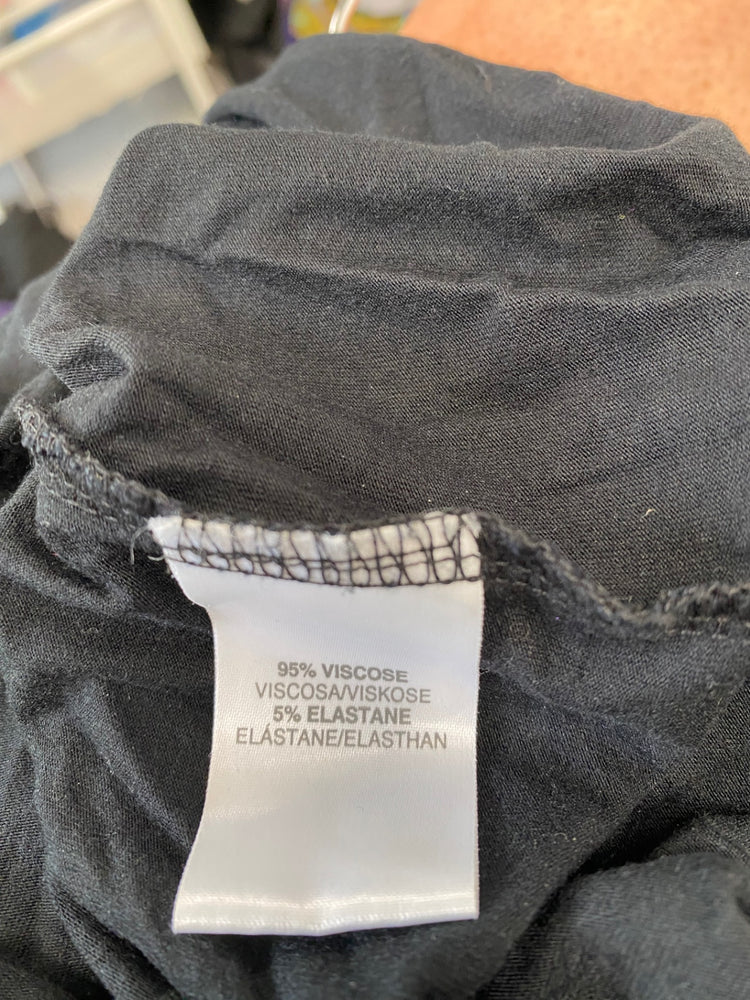 95% VISCOSE
VISCOSA/VISKOSE
5% ELASTANE
ELASTANE/ELASTHAN